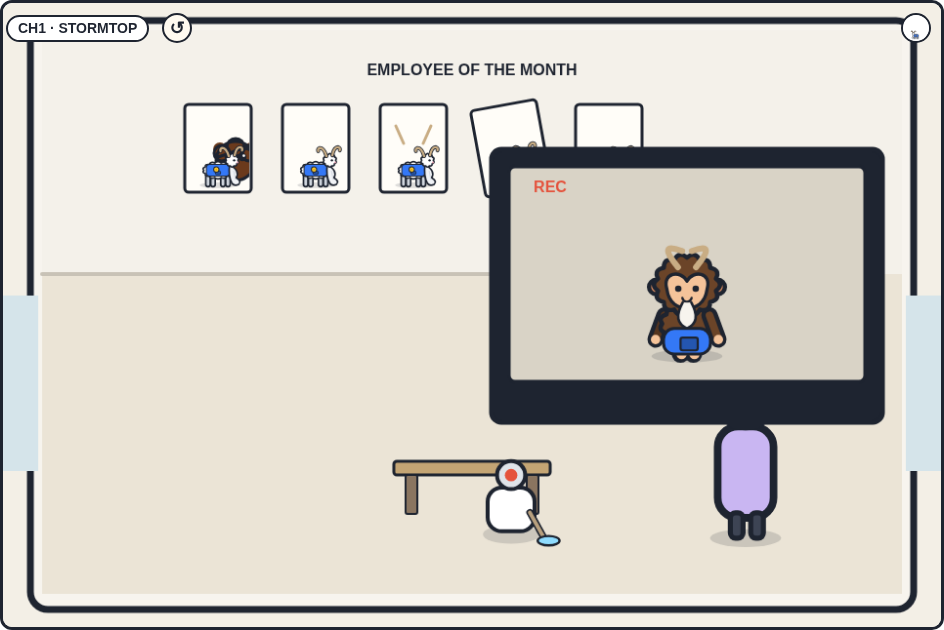 CH1 · STORMTOP
↺
EMPLOYEE OF THE MONTH
REC